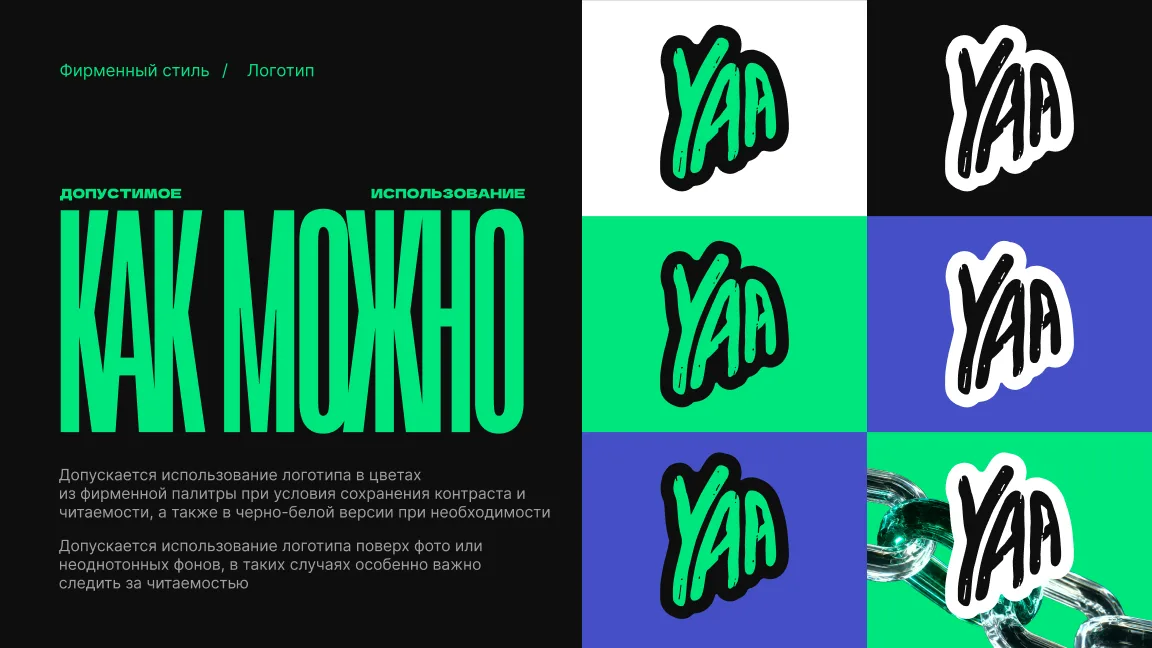 Фирменный стиль / Логотип
ДОПУСТИМОЕ ИСПОЛЬЗОВАНИЕ
КАК МОЖНО
Допускается использование логотипа в цветах
из фирменной палитры при условия сохранения контраста и
читаемости, а также в черно-белой версии при необходимости
Допускается использование логотипа поверх фото или
неоднотонных фонов, в таких случаях особенно важно
следить за читаемостью
YAA
YAA
YAA
YAA
YAA
YAA